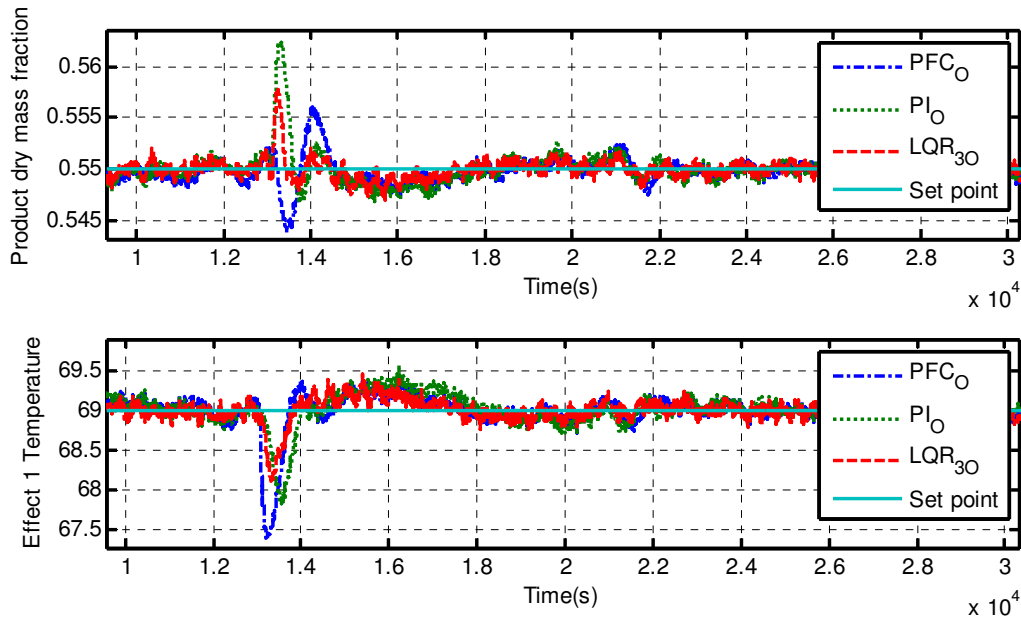 Product dry mass fraction
0.56
0.555
0.55
0.545
1 1.2 1.4 1.6 1.8 2 2.2 2.4 2.6 2.8 3
Time(s)
x 10^4
PFC_O
PI_O
LQR_3O
Set point
Effect 1 Temperature
69.5
69
68.5
68
67.5
1 1.2 1.4 1.6 1.8 2 2.2 2.4 2.6 2.8 3
Time(s)
x 10^4
PFC_O
PI_O
LQR_3O
Set point